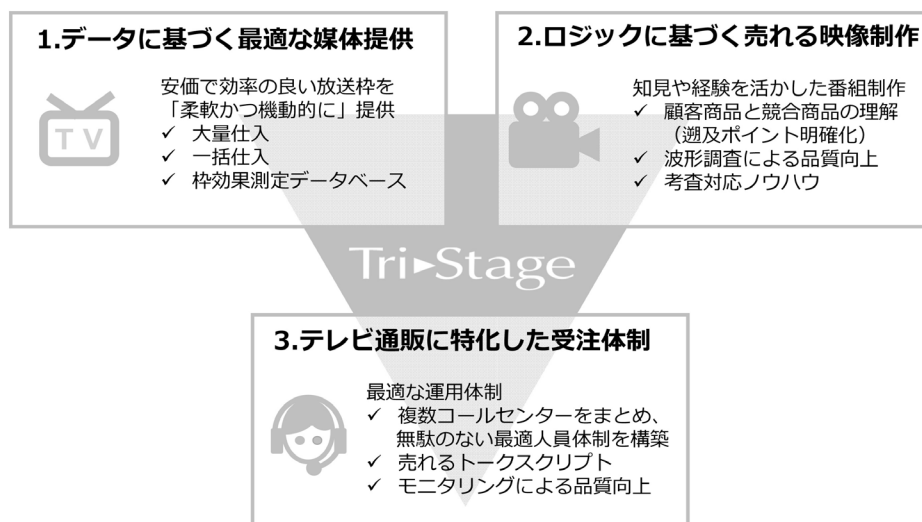 1.データに基づく最適な媒体提供
安価で効率の良い放送枠を
「柔軟かつ機動的に」提供
✓ 大量仕入
✓ 一括仕入
✓ 枠効果測定データベース
TV
2.ロジックに基づく売れる映像制作
知見や経験を活かした番組制作
✓ 顧客商品と競合商品の理解
（遡及ポイント明確化）
✓ 波形調査による品質向上
✓ 考査対応ノウハウ
Tri▸Stage
3.テレビ通販に特化した受注体制
最適な運用体制
✓ 複数コールセンターをまとめ、
無駄のない最適人員体制を構築
✓ 売れるトークスクリプト
✓ モニタリングによる品質向上